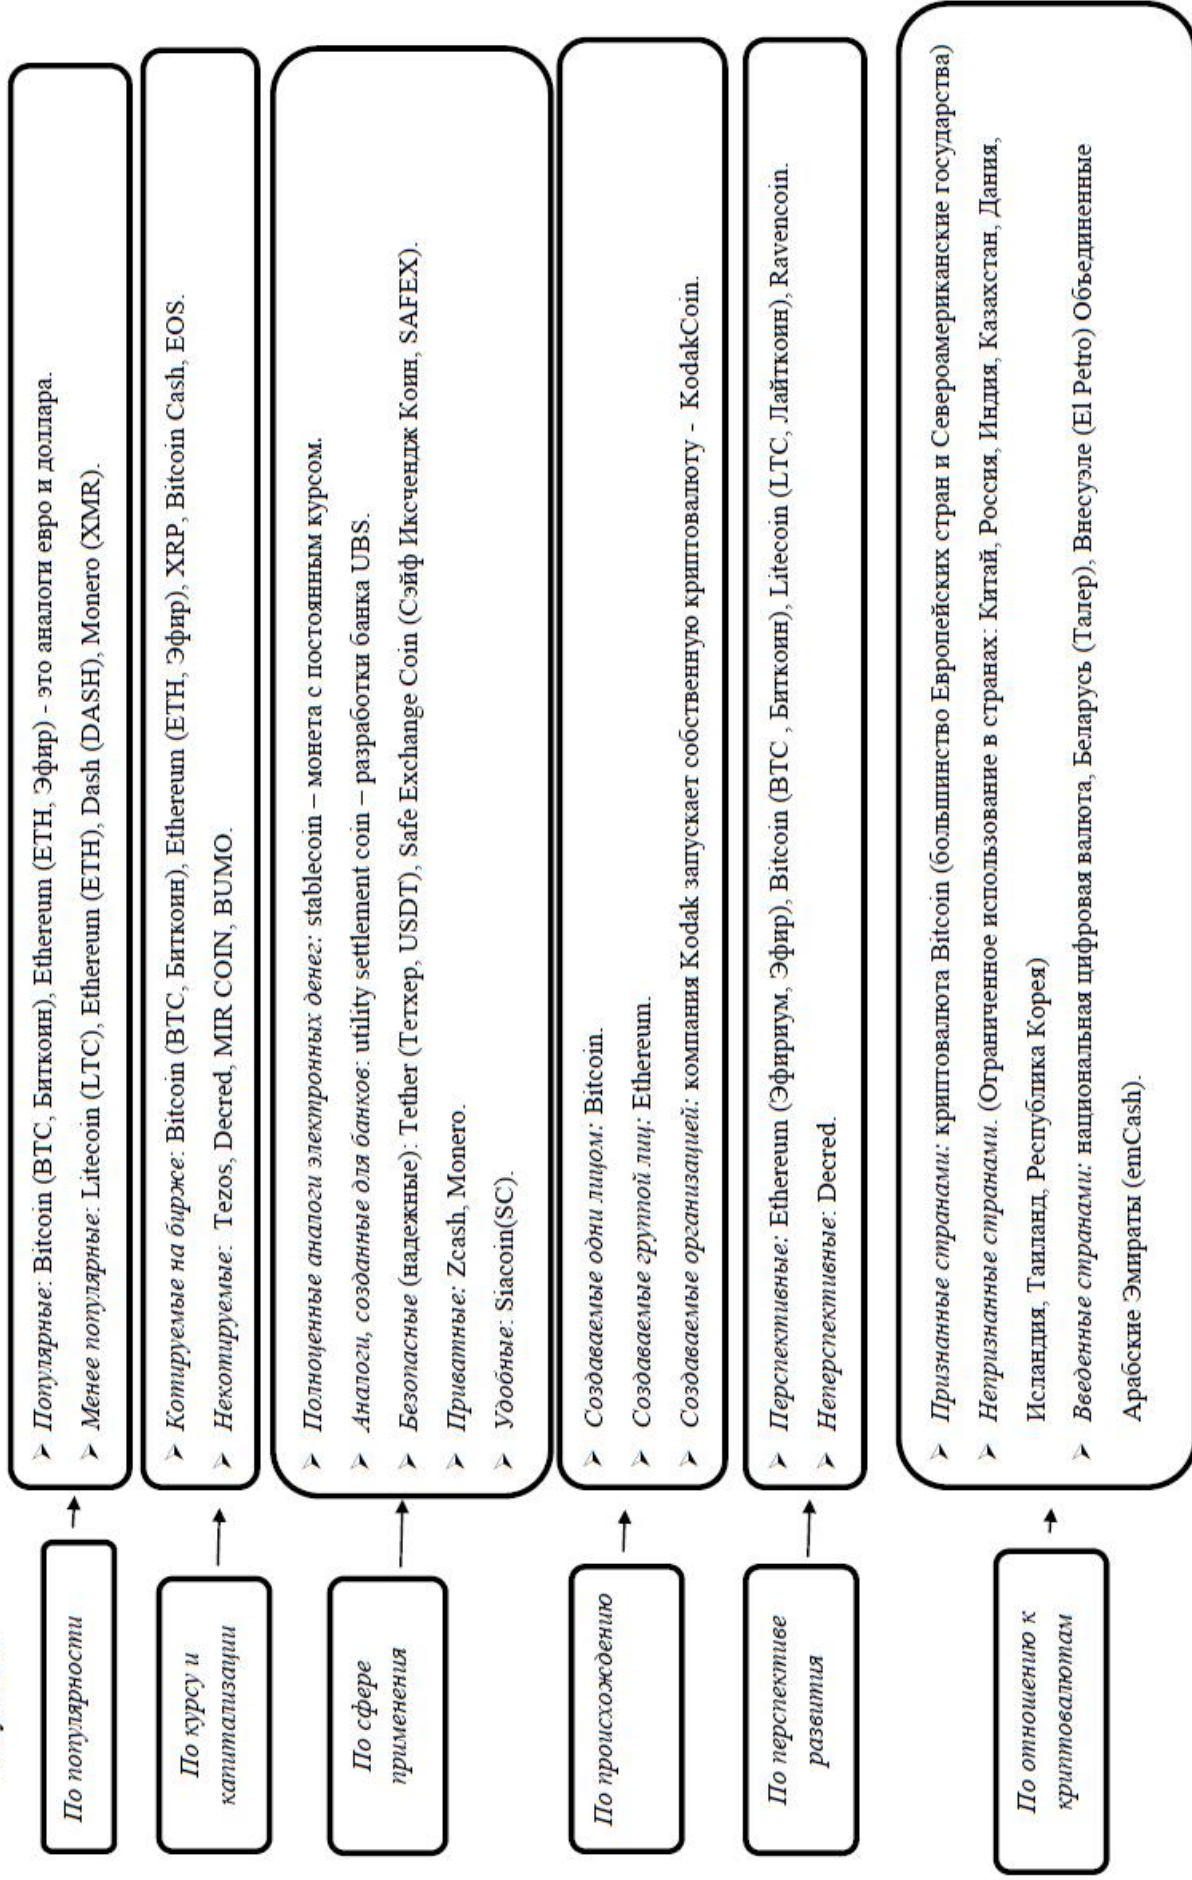 По популярности
➢ Популярные: Bitcoin (BTC, Биткоин), Ethereum (ETH, Эфир) - это аналоги евро и доллара.
➢ Менее популярные: Litecoin (LTC), Ethereum (ETH), Dash (DASH), Monero (XMR).
По курсу и
капитализации
➢ Котируемые на бирже: Bitcoin (BTC, Биткоин), Ethereum (ETH, Эфир), XRP, Bitcoin Cash, EOS.
➢ Некотируемые: Tezos, Decred, MIR COIN, BUMO.
По сфере
применения
➢ Полноценные аналоги электронных денег: stablecoin – монета с постоянным курсом.
➢ Аналоги, созданные для банков: utility settlement coin – разработки банка UBS.
➢ Безопасные (надежные): Tether (Тетхер, USDT), Safe Exchange Coin (Сэйф Иксчендж Коин, SAFEX).
➢ Приватные: Zcash, Monero.
➢ Удобные: Siacoin(SC).
По происхождению
➢ Создаваемые одни лицом: Bitcoin.
➢ Создаваемые группой лиц: Ethereum.
➢ Создаваемые организацией: компания Kodak запускает собственную криптовалюту - KodakCoin.
По перспективе
развития
➢ Перспективные: Ethereum (Эфириум, Эфир), Bitcoin (BTC , Биткоин), Litecoin (LTC, Лайткоин), Ravencoin.
➢ Неперспективные: Decred.
По отношению к
криптовалютам
➢ Признанные странами: криптовалюта Bitcoin (большинство Европейских стран и Североамериканские государства)
➢ Непризнанные странами. (Ограниченное использование в странах: Китай, Россия, Индия, Казахстан, Дания,
Исландия, Таиланд, Республика Корея)
➢ Введенные странами: национальная цифровая валюта, Беларусь (Талер), Внесуэле (El Petro) Объединенные
Арабские Эмираты (emCash).